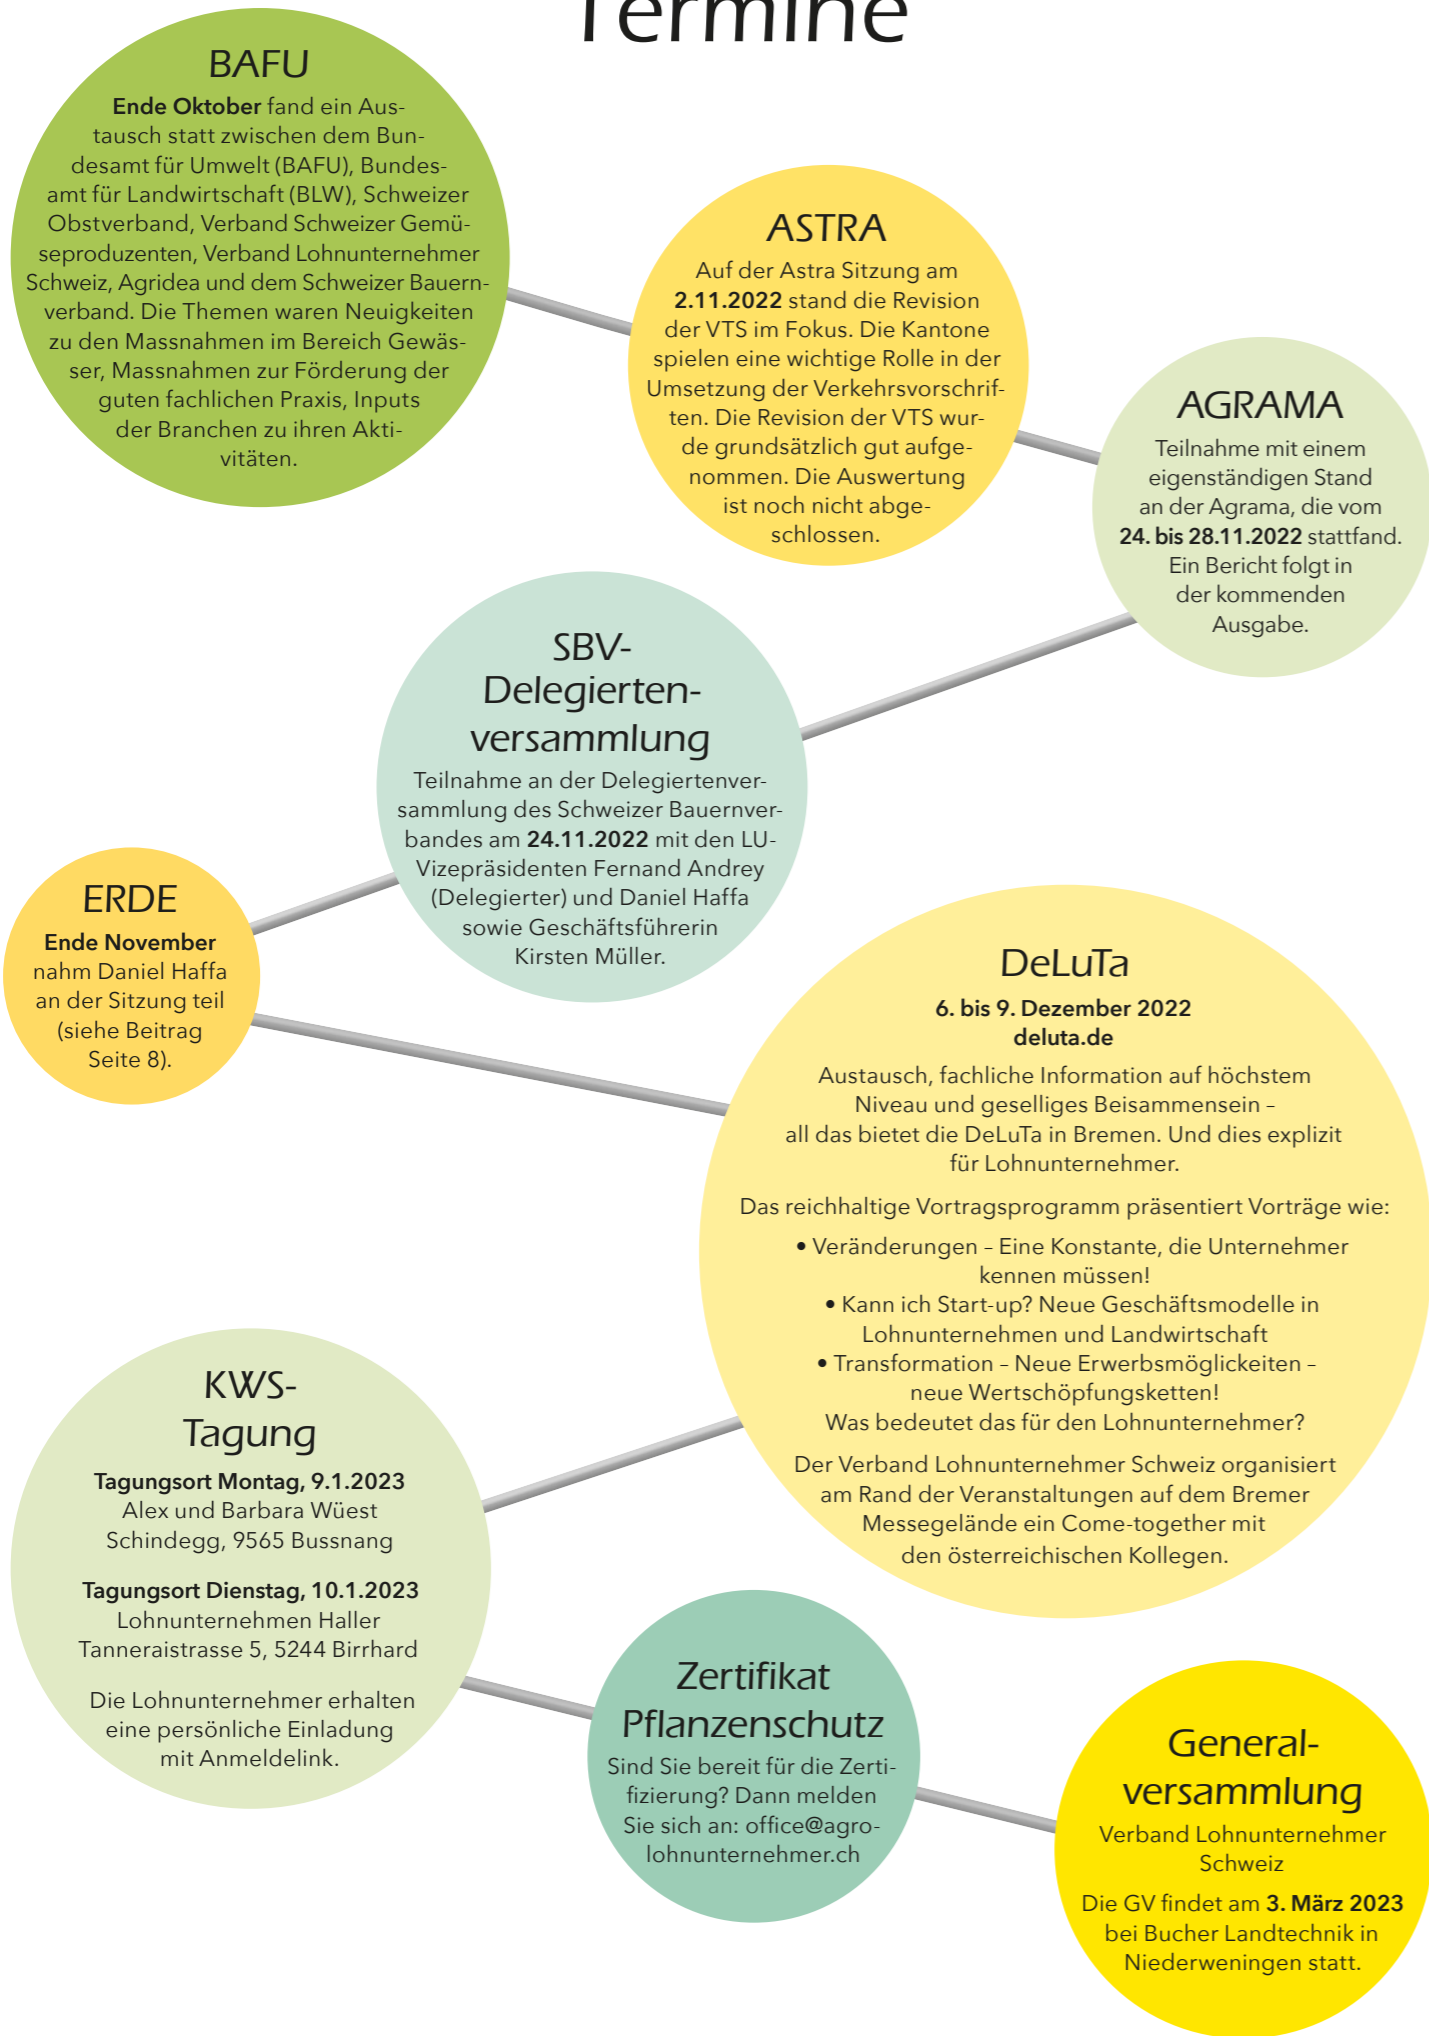 Termine
BAFU
Ende Oktober fand ein Aus-
tausch statt zwischen dem Bun-
desamt für Umwelt (BAFU), Bundes-
amt für Landwirtschaft (BLW), Schweizer
Obstverband, Verband Schweizer Gemü-
seproduzenten, Verband Lohnunternehmer
Schweiz, Agridea und dem Schweizer Bauern-
verband. Die Themen waren Neuigkeiten
zu den Massnahmen im Bereich Gewäs-
ser, Massnahmen zur Förderung der
guten fachlichen Praxis, Inputs
der Branchen zu ihren Akti-
vitäten.
ASTRA
Auf der Astra Sitzung am
2.11.2022 stand die Revision
der VTS im Fokus. Die Kantone
spielen eine wichtige Rolle in der
Umsetzung der Verkehrsvorschrif-
ten. Die Revision der VTS wur-
de grundsätzlich gut aufge-
nommen. Die Auswertung
ist noch nicht abge-
schlossen.
AGRAMA
Teilnahme mit einem
eigenständigen Stand
an der Agrama, die vom
24. bis 28.11.2022 stattfand.
Ein Bericht folgt in
der kommenden
Ausgabe.
SBV-
Delegierten-
versammlung
Teilnahme an der Delegiertenver-
sammlung des Schweizer Bauernver-
bandes am 24.11.2022 mit den LU-
Vizepräsidenten Fernand Andrey
(Delegierter) und Daniel Haffa
sowie Geschäftsführerin
Kirsten Müller.
ERDE
Ende November
nahm Daniel Haffa
an der Sitzung teil
(siehe Beitrag
Seite 8).
DeLuTa
6. bis 9. Dezember 2022
deluta.de
Austausch, fachliche Information auf höchstem
Niveau und geselliges Beisammensein –
all das bietet die DeLuTa in Bremen. Und dies explizit
für Lohnunternehmer.
Das reichhaltige Vortragsprogramm präsentiert Vorträge wie:
• Veränderungen – Eine Konstante, die Unternehmer
kennen müssen!
• Kann ich Start-up? Neue Geschäftsmodelle in
Lohnunternehmen und Landwirtschaft
• Transformation – Neue Erwerbsmöglickeiten –
neue Wertschöpfungsketten!
Was bedeutet das für den Lohnunternehmer?
Der Verband Lohnunternehmer Schweiz organisiert
am Rand der Veranstaltungen auf dem Bremer
Messegelände ein Come-together mit
den österreichischen Kollegen.
KWS-
Tagung
Tagungsort Montag, 9.1.2023
Alex und Barbara Wüest
Schindegg, 9565 Bussnang
Tagungsort Dienstag, 10.1.2023
Lohnunternehmen Haller
Tanneraistrasse 5, 5244 Birrhard
Die Lohnunternehmer erhalten
eine persönliche Einladung
mit Anmeldelink.
Zertifikat
Pflanzenschutz
Sind Sie bereit für die Zerti-
fizierung? Dann melden
Sie sich an: office@agro-
lohnunternehmer.ch
General-
versammlung
Verband Lohnunternehmer
Schweiz
Die GV findet am 3. März 2023
bei Bucher Landtechnik in
Niederweningen statt.